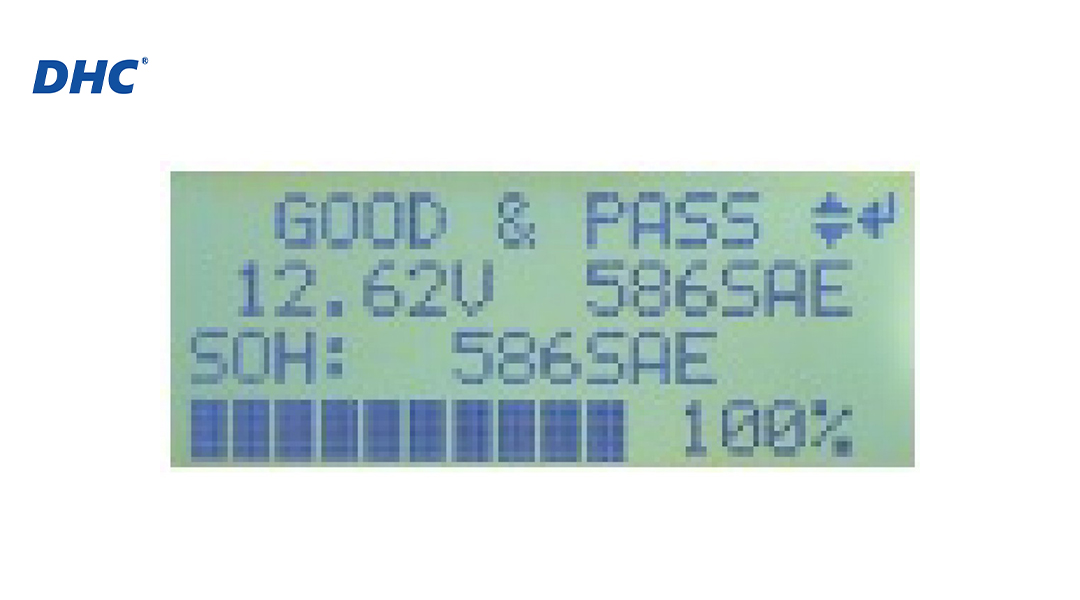 DHC®
GOOD & PASS
12.62V 586SAE
SOH: 586SAE
100%